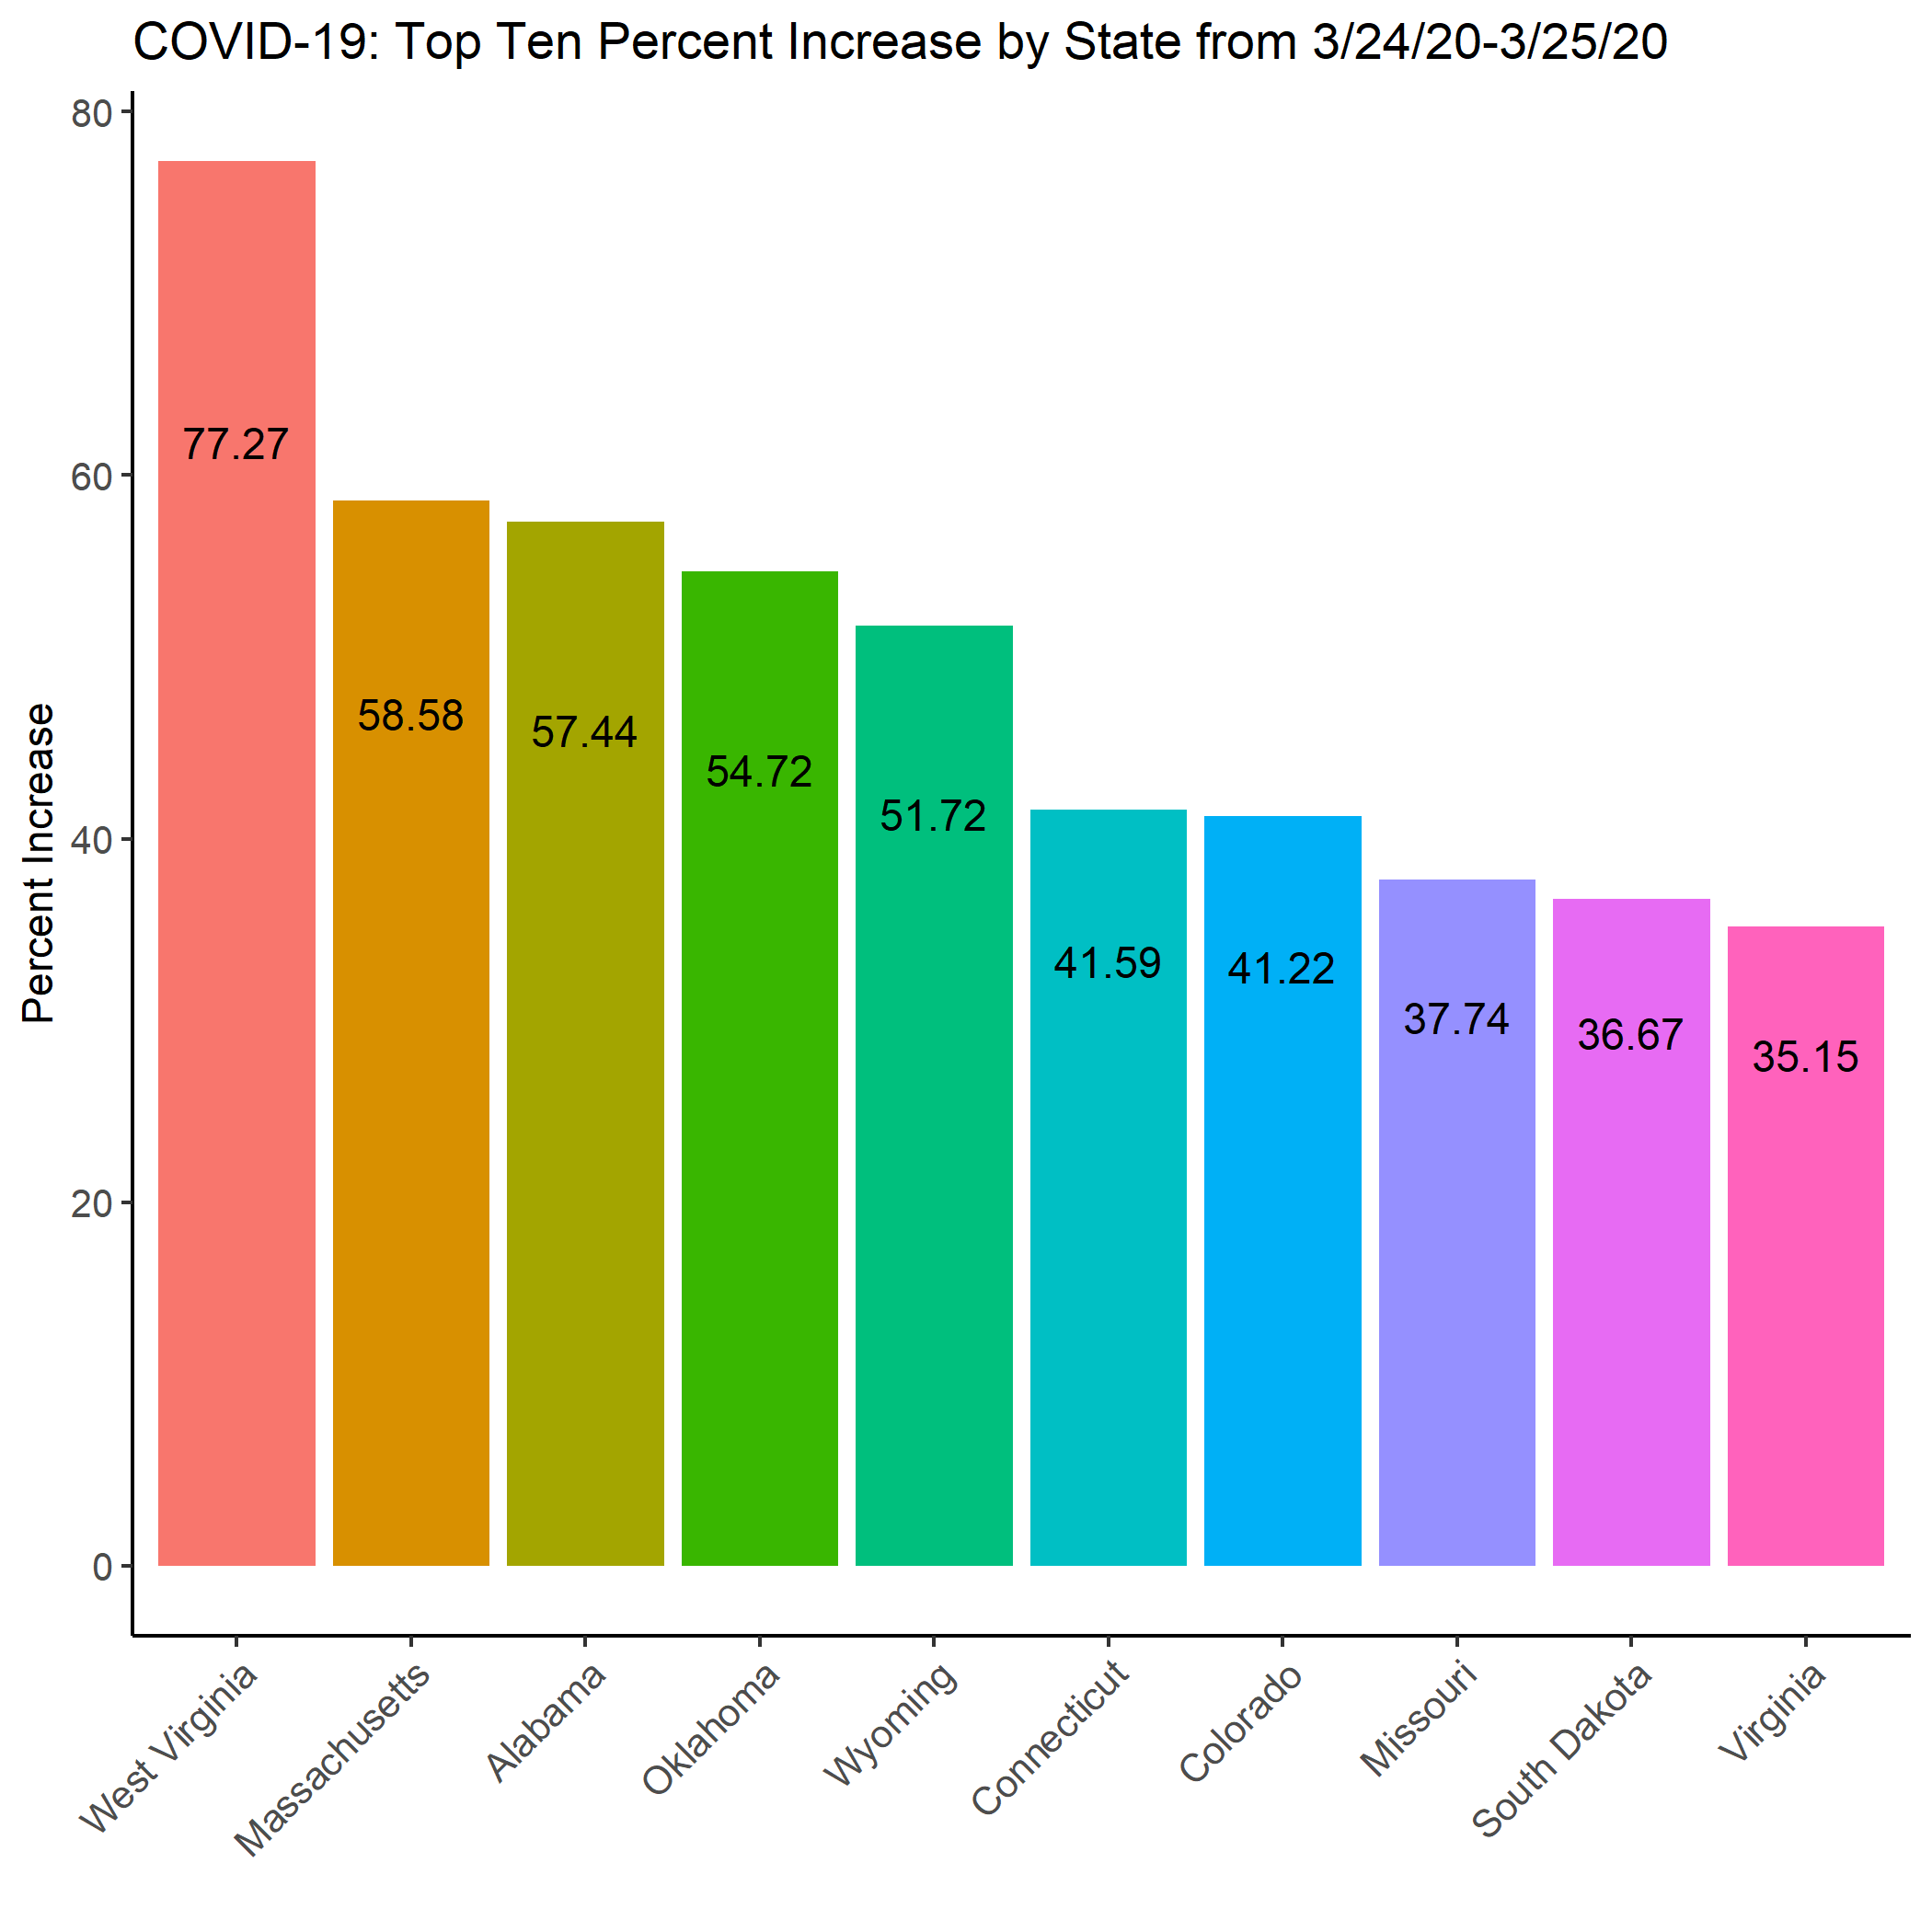 COVID-19: Top Ten Percent Increase by State from 3/24/20-3/25/20
Percent Increase
80
60
40
20
0
77.27
58.58
57.44
54.72
51.72
41.59
41.22
37.74
36.67
35.15
West Virginia
Massachusetts
Alabama
Oklahoma
Wyoming
Connecticut
Colorado
Missouri
South Dakota
Virginia